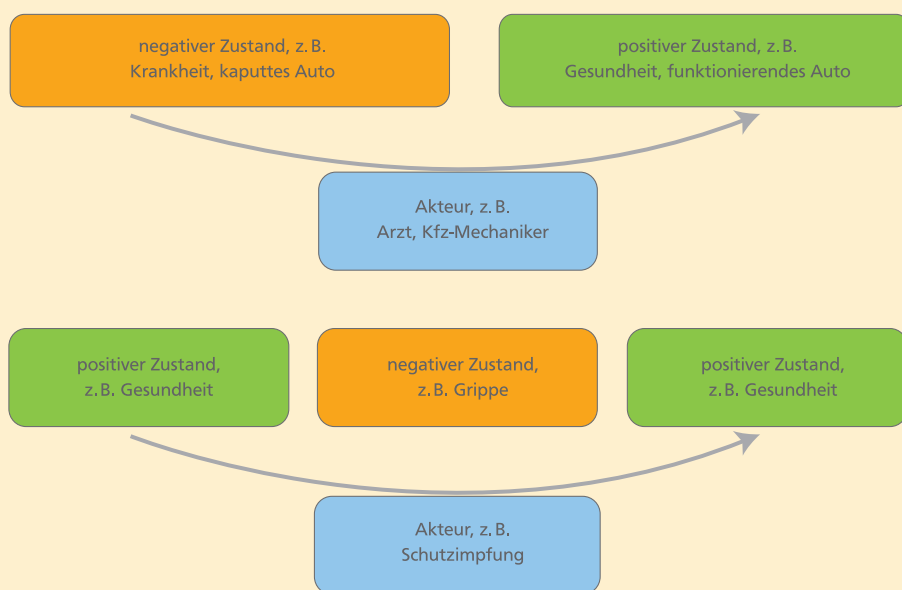 negativer Zustand, z. B.
Krankheit, kaputtes Auto
positiver Zustand, z. B.
Gesundheit, funktionierendes Auto
Akteur, z. B.
Arzt, Kfz-Mechaniker
positiver Zustand,
z. B. Gesundheit
negativer Zustand,
z. B. Grippe
positiver Zustand,
z. B. Gesundheit
Akteur, z. B.
Schutzimpfung